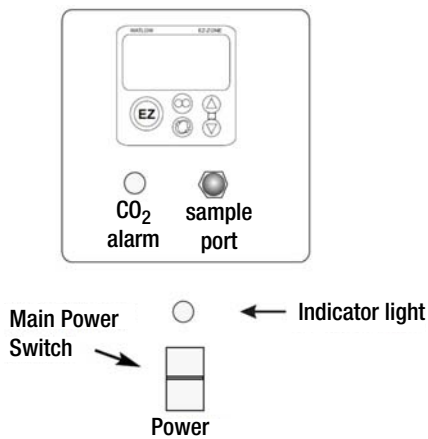 WATLOW EZ-ZONE
EZ
CO2 alarm
sample port
Indicator light
Main Power Switch
Power